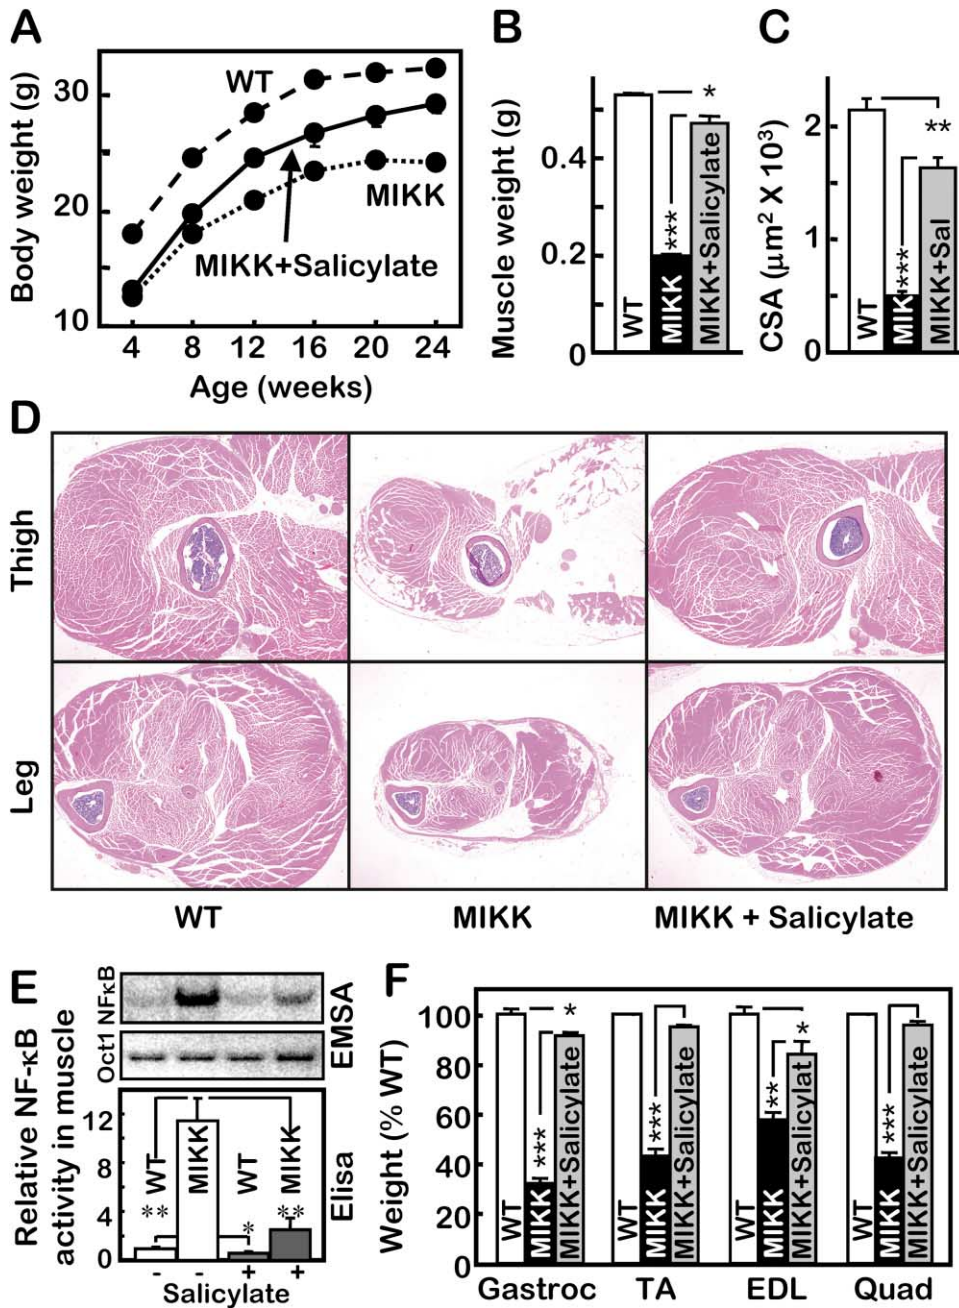 A
Body weight (g)
30
20
10
WT
MIKK
MIKK+Salicylate
4 8 12 16 20 24
Age (weeks)
B
Muscle weight (g)
0.4
0.2
0
*
***
WT
MIKK
MIKK+Salicylate
C
CSA (μm² X 10³)
2
1
0
**
***
WT
MIK
MIKK+Sal
D
Thigh
Leg
WT MIKK MIKK + Salicylate
E
Relative NF-κB
activity in muscle
NFκB
Oct1
EMSA
Elisa
12
8
4
0
WT
MIKK
WT
MIKK
**
*
**
- - + +
Salicylate
F
Weight (% WT)
100
80
60
40
20
0
*
***
WT
MIKK
MIKK+Salicylate
***
WT
MIKK
MIKK+Salicylate
*
**
WT
MIKK
MIKK+Salicylat
***
WT
MIKK
MIKK+Salicylate
Gastroc TA EDL Quad